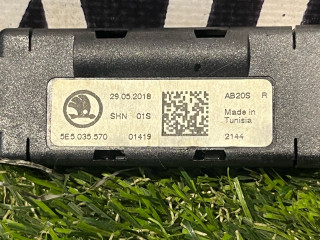 29.05.2018 AB20S R
SHN 01S Made in
Tunisia
5E5 035.570 01419 2144